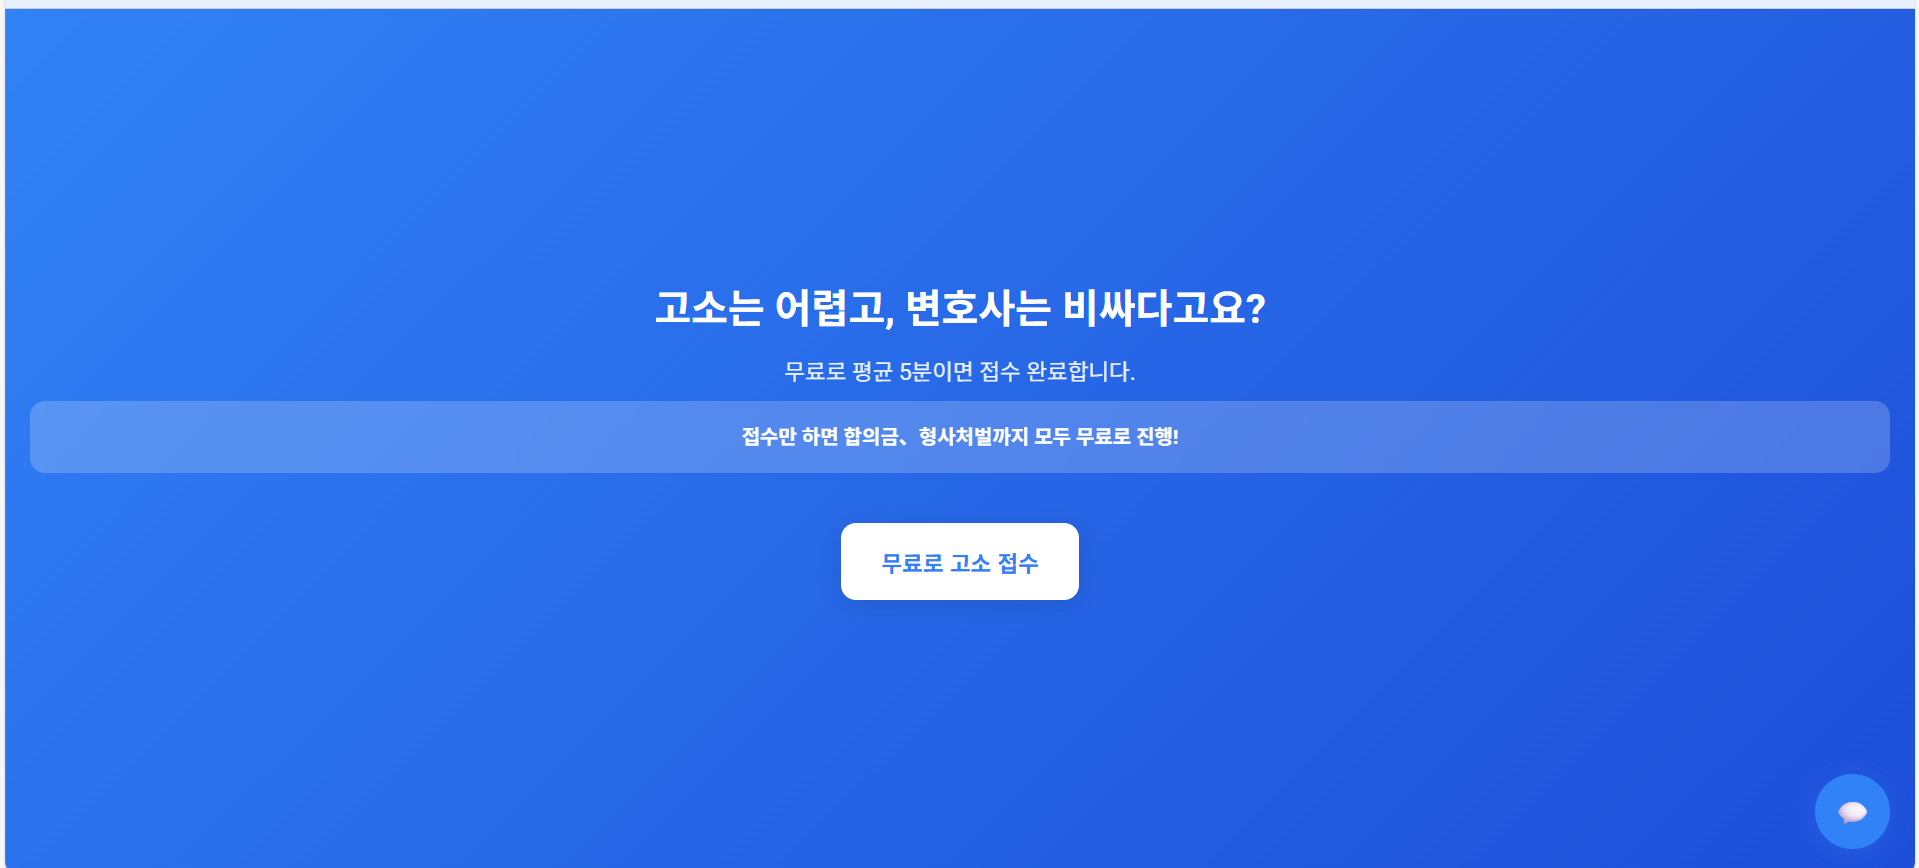 고소는 어렵고, 변호사는 비싸다고요?
무료로 평균 5분이면 접수 완료합니다.
접수만 하면 합의금、형사처벌까지 모두 무료로 진행!
무료로 고소 접수